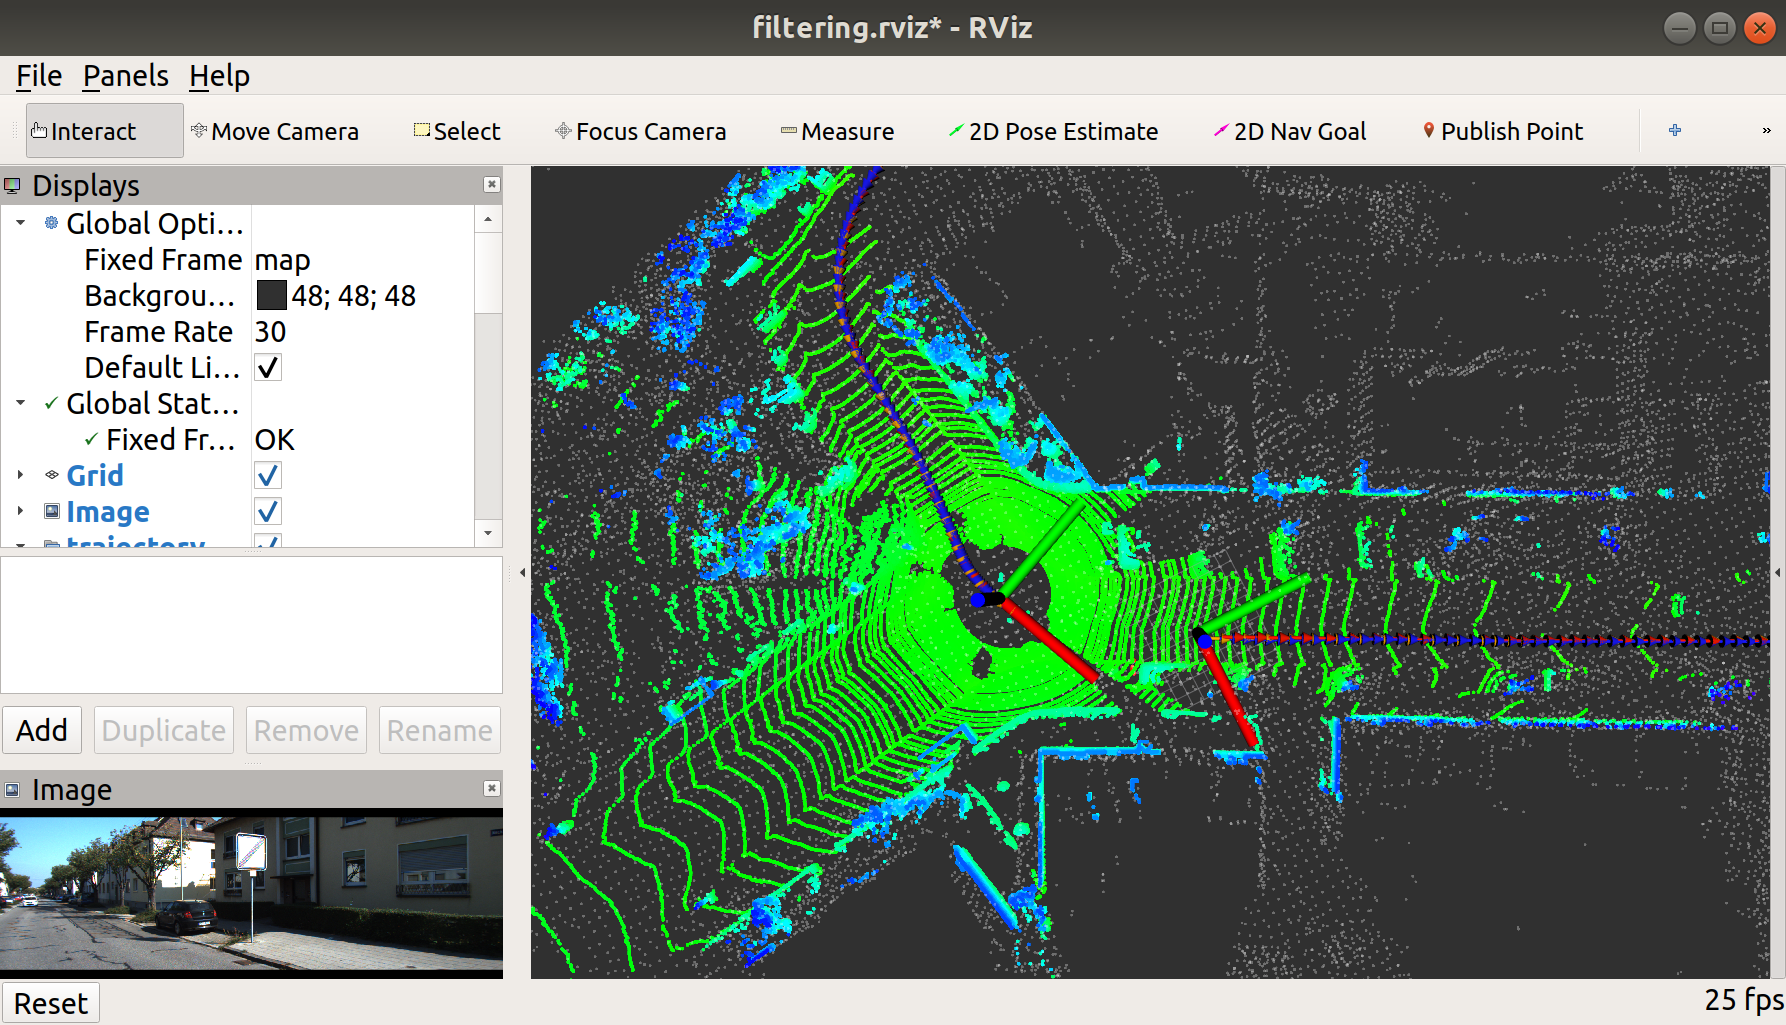 filtering.rviz* - RViz
File Panels Help
Interact Move Camera Select Focus Camera Measure 2D Pose Estimate 2D Nav Goal Publish Point »
Displays
Global Opti...
Fixed Frame map
Backgrou... 48; 48; 48
Frame Rate 30
Default Li...
Global Stat...
Fixed Fr... OK
Grid
Image
trajectory
Add Duplicate Remove Rename
Image
Reset 25 fps